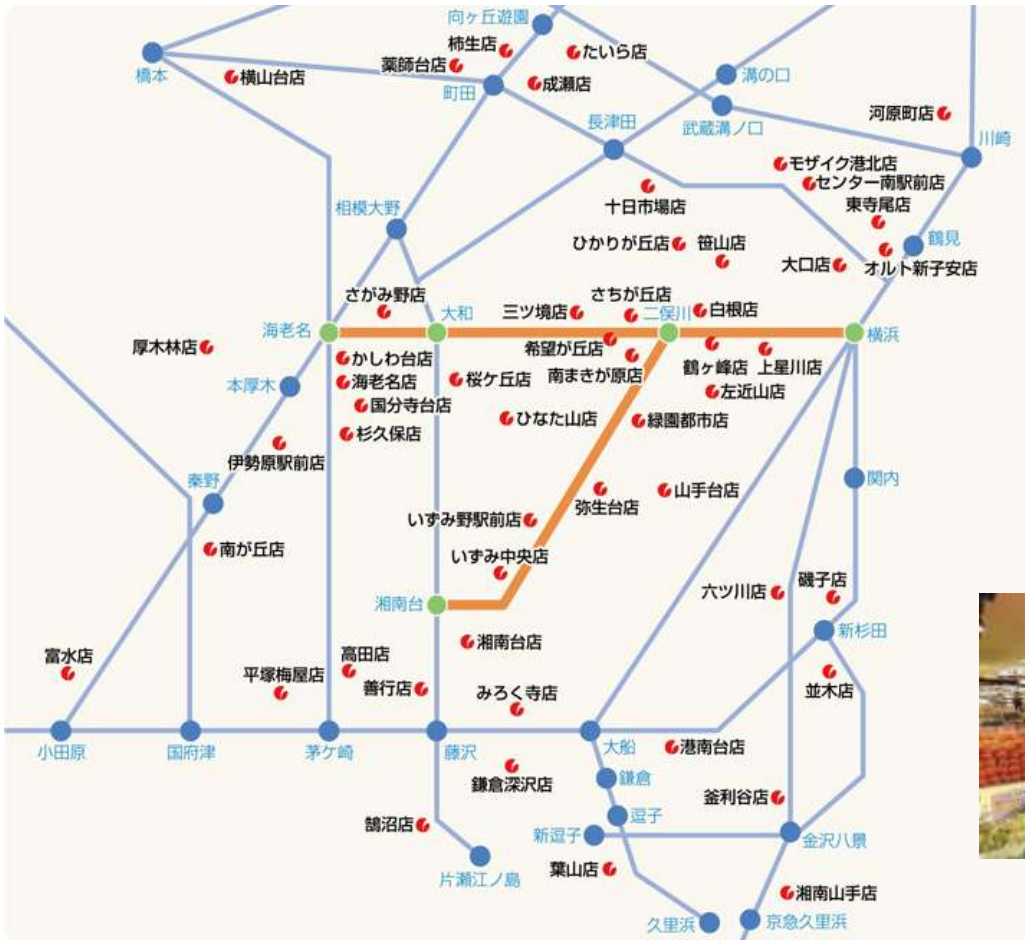 向ヶ丘遊園
柿生店
たいら店
橋本
横山台店
薬師台店
町田
成瀬店
溝の口
武蔵溝ノ口
河原町店
長津田
川崎
モザイク港北店
センター南駅前店
十日市場店
東寺尾店
相模大野
ひかりが丘店
笹山店
鶴見
大口店
オルト新子安店
さがみ野店
さちが丘店
海老名
大和
三ツ境店
二俣川
白根店
横浜
厚木林店
かしわ台店
希望が丘店
南まきが原店
鶴ヶ峰店
上星川店
本厚木
海老名店
桜ケ丘店
左近山店
国分寺台店
ひなた山店
緑園都市店
杉久保店
伊勢原駅前店
秦野
関内
弥生台店
山手台店
いずみ野駅前店
南が丘店
いずみ中央店
湘南台
六ツ川店
磯子店
新杉田
湘南台店
富水店
高田店
平塚梅屋店
善行店
みろく寺店
並木店
小田原
国府津
茅ケ崎
藤沢
大船
港南台店
鎌倉深沢店
鎌倉
釜利谷店
鵠沼店
逗子
新逗子
金沢八景
片瀬江ノ島
葉山店
湘南山手店
久里浜
京急久里浜